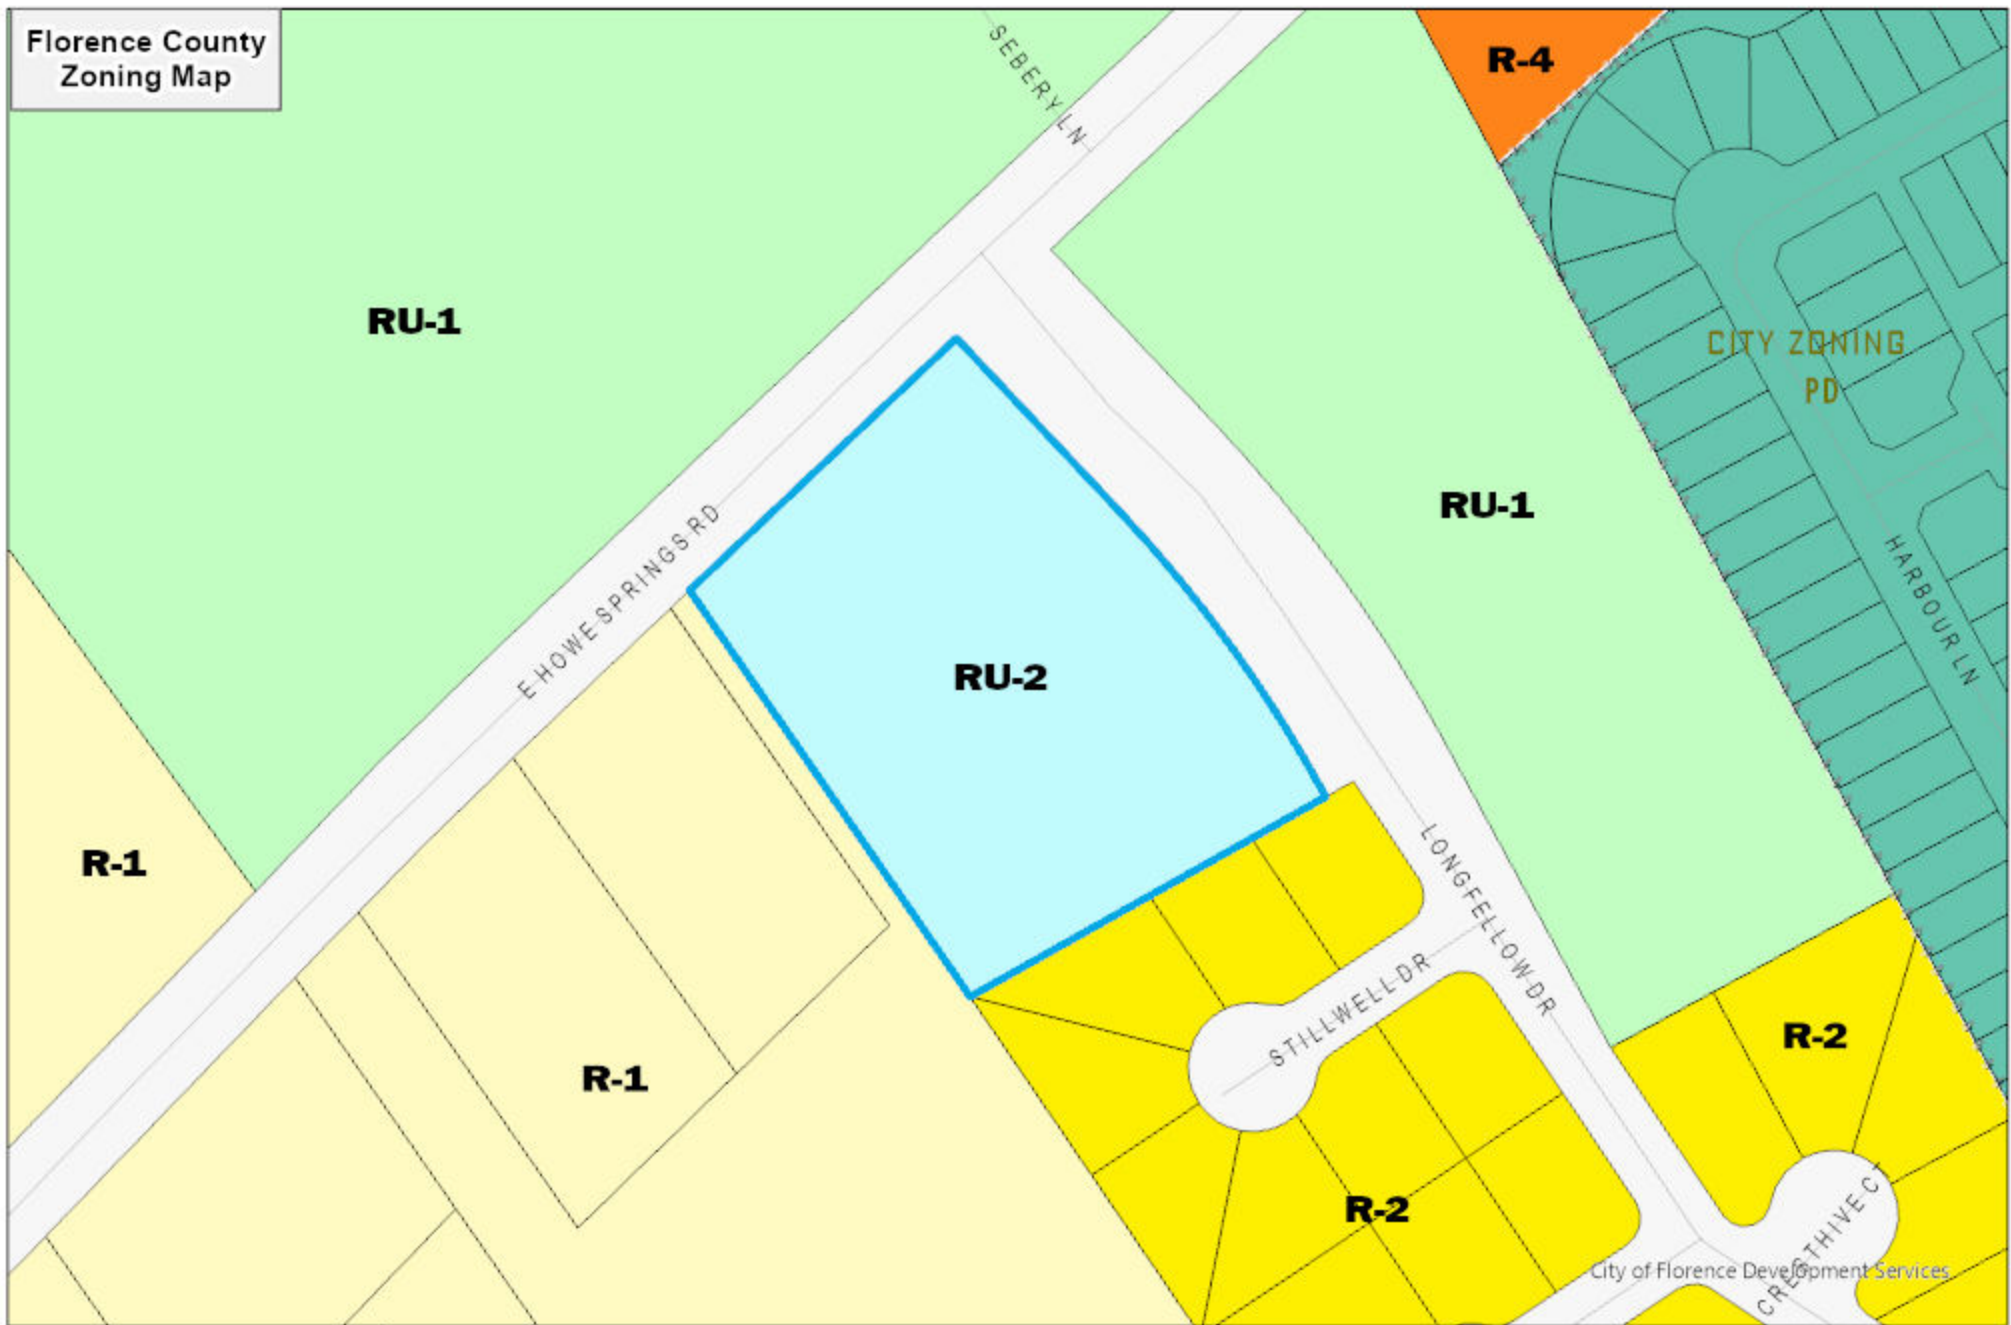 Florence County
Zoning Map
SEBERY LN
R-4
RU-1
CITY ZONING
PD
RU-1
E HOWE SPRINGS RD
HARBOUR LN
RU-2
R-1
LONGFELLOW DR
STILLWELL DR
R-2
R-1
R-2
CRESTHIVE C
City of Florence Development Services